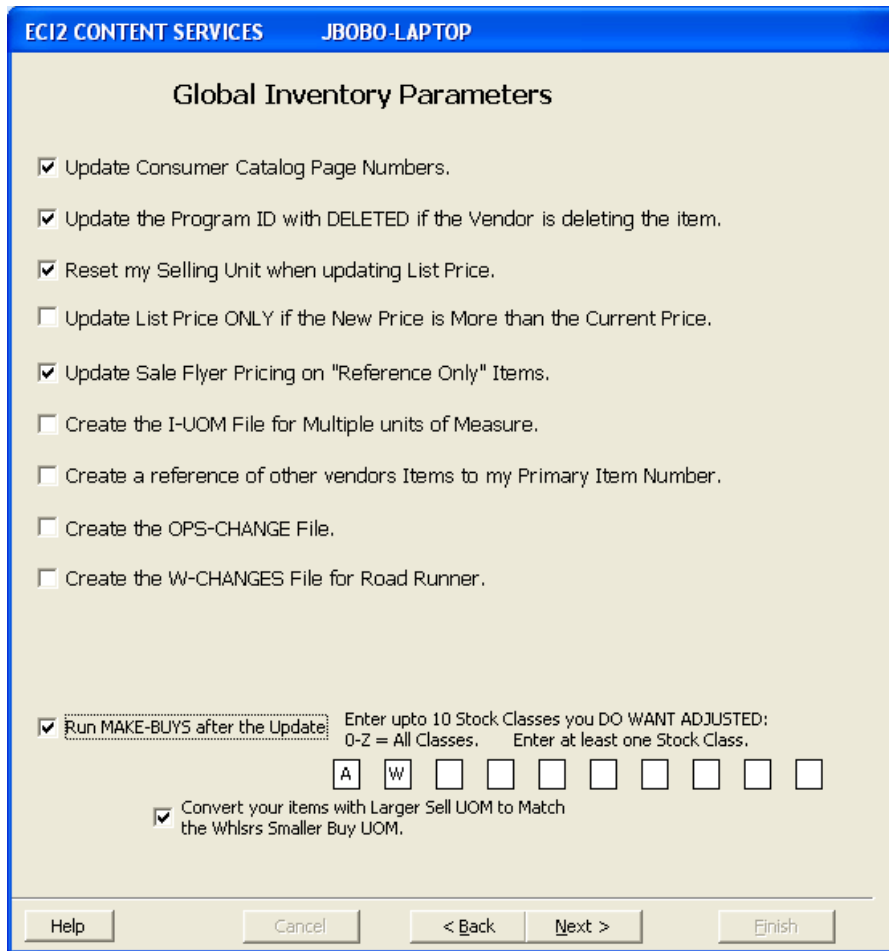 ECI2 CONTENT SERVICES JBOBO-LAPTOP
Global Inventory Parameters
Update Consumer Catalog Page Numbers.
Update the Program ID with DELETED if the Vendor is deleting the item.
Reset my Selling Unit when updating List Price.
Update List Price ONLY if the New Price is More than the Current Price.
Update Sale Flyer Pricing on "Reference Only" Items.
Create the I-UOM File for Multiple units of Measure.
Create a reference of other vendors Items to my Primary Item Number.
Create the OPS-CHANGE File.
Create the W-CHANGES File for Road Runner.
Run MAKE-BUYS after the Update
Enter upto 10 Stock Classes you DO WANT ADJUSTED:
0-Z = All Classes. Enter at least one Stock Class.
A W
Convert your items with Larger Sell UOM to Match
the Whlsrs Smaller Buy UOM.
Help Cancel < Back Next > Finish